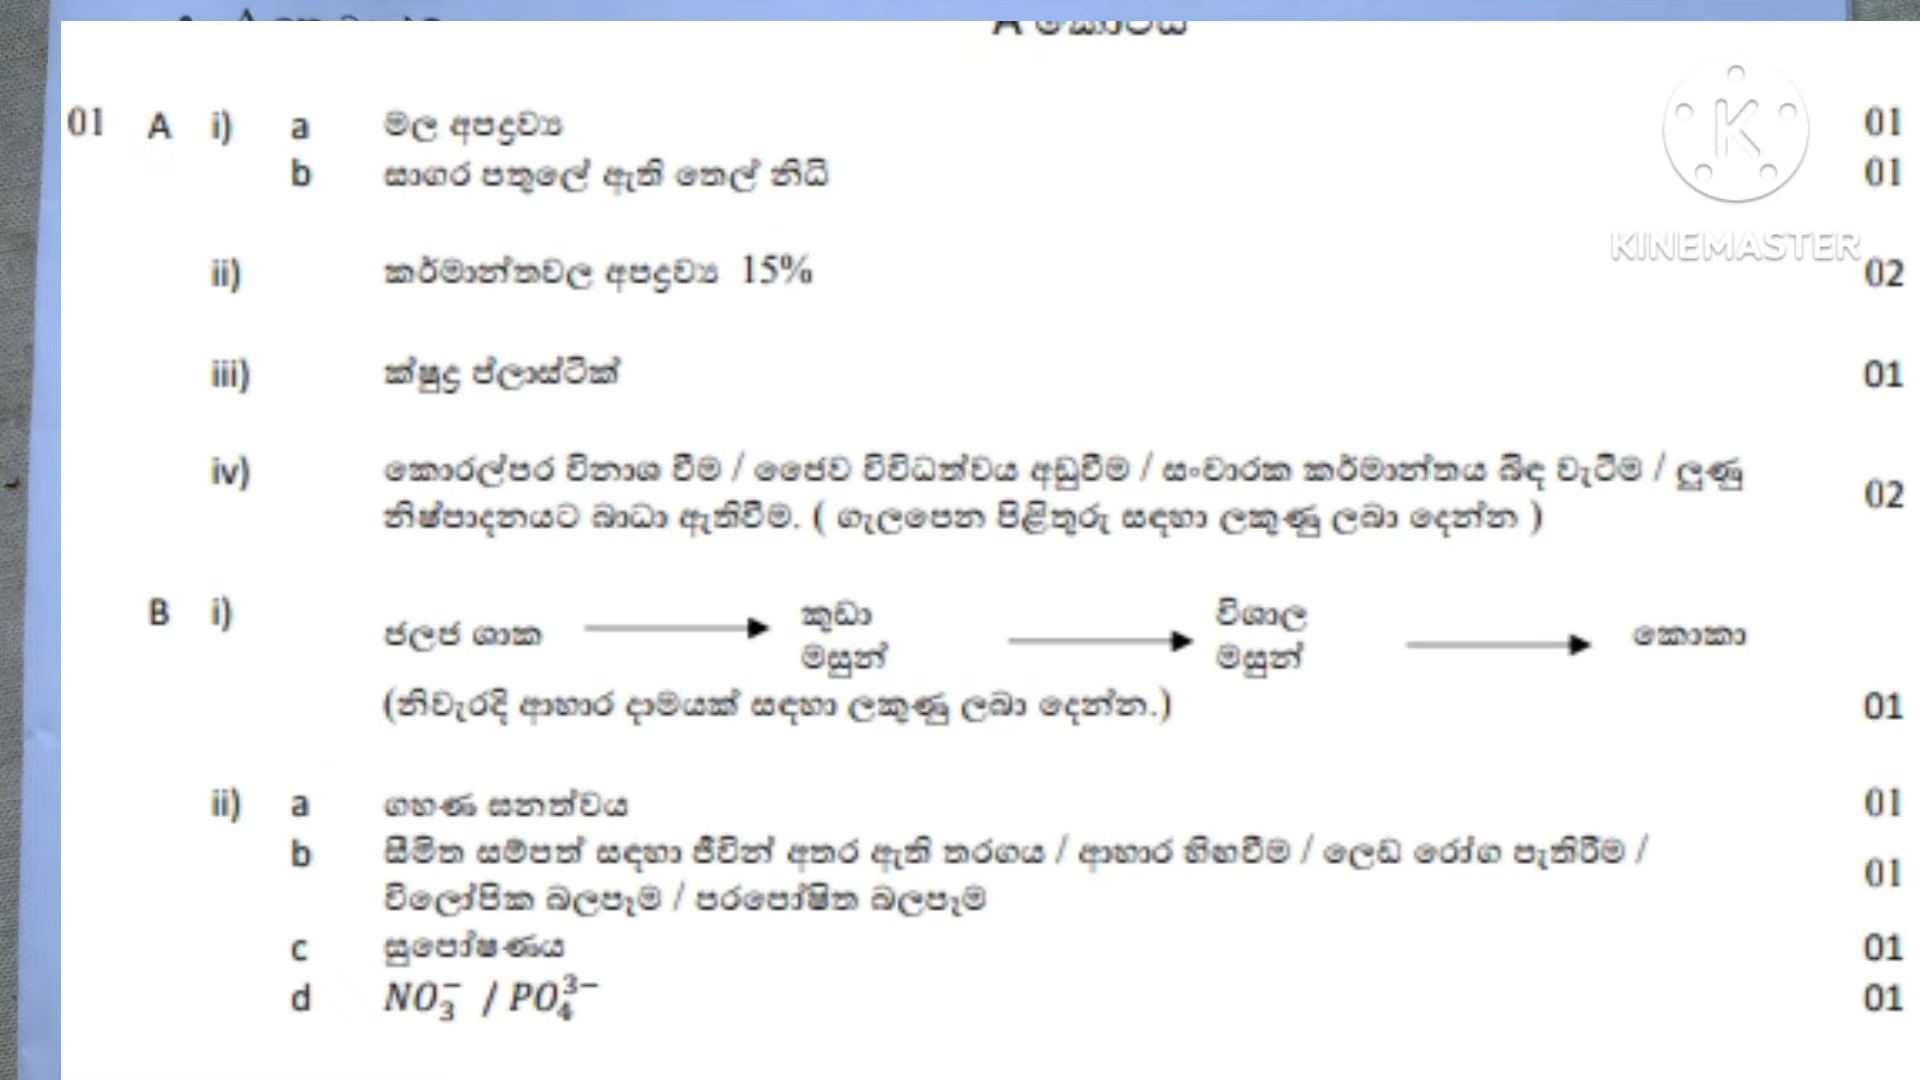 A කොටස
01 A i) a මල අපද්‍රව්‍ය 01
b සාගර පතුලේ ඇති තෙල් නිධි 01
KINEMASTER
ii) කර්මාන්තවල අපද්‍රව්‍ය 15% 02
iii) ක්ෂුද්‍ර ප්ලාස්ටික් 01
iv) කොරල්පර විනාශ වීම / ජෛව විවිධත්වය අඩුවීම / සංචාරක කර්මාන්තය බිඳ වැටීම / ලුණු
නිෂ්පාදනයට බාධා ඇතිවීම. ( ගැලපෙන පිළිතුරු සඳහා ලකුණු ලබා දෙන්න ) 02
B i) ජලජ ශාක → කුඩා මසුන් → විශාල මසුන් → කොකා
(නිවැරදි ආහාර දාමයක් සඳහා ලකුණු ලබා දෙන්න.) 01
ii) a ගහණ ඝනත්වය 01
b සීමිත සම්පත් සඳහා ජීවින් අතර ඇති තරගය / ආහාර හිඟවීම / ලෙඩ රෝග පැතිරීම /
විලෝපික බලපෑම / පරපෝෂිත බලපෑම 01
c සුපෝෂණය 01
d NO₃⁻ / PO₄³⁻ 01